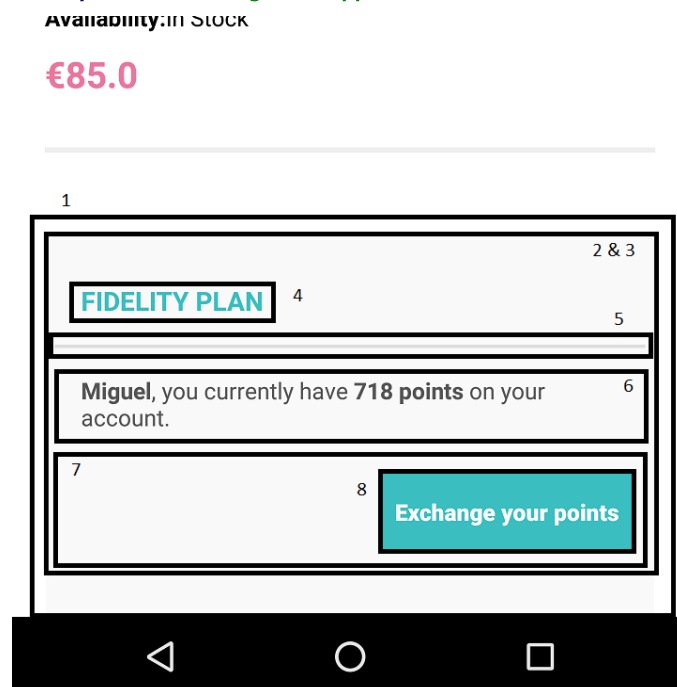 Availability:In Stock
€85.0
1
2 & 3
FIDELITY PLAN
4
5
Miguel, you currently have 718 points on your
account.
6
7
8
Exchange your points